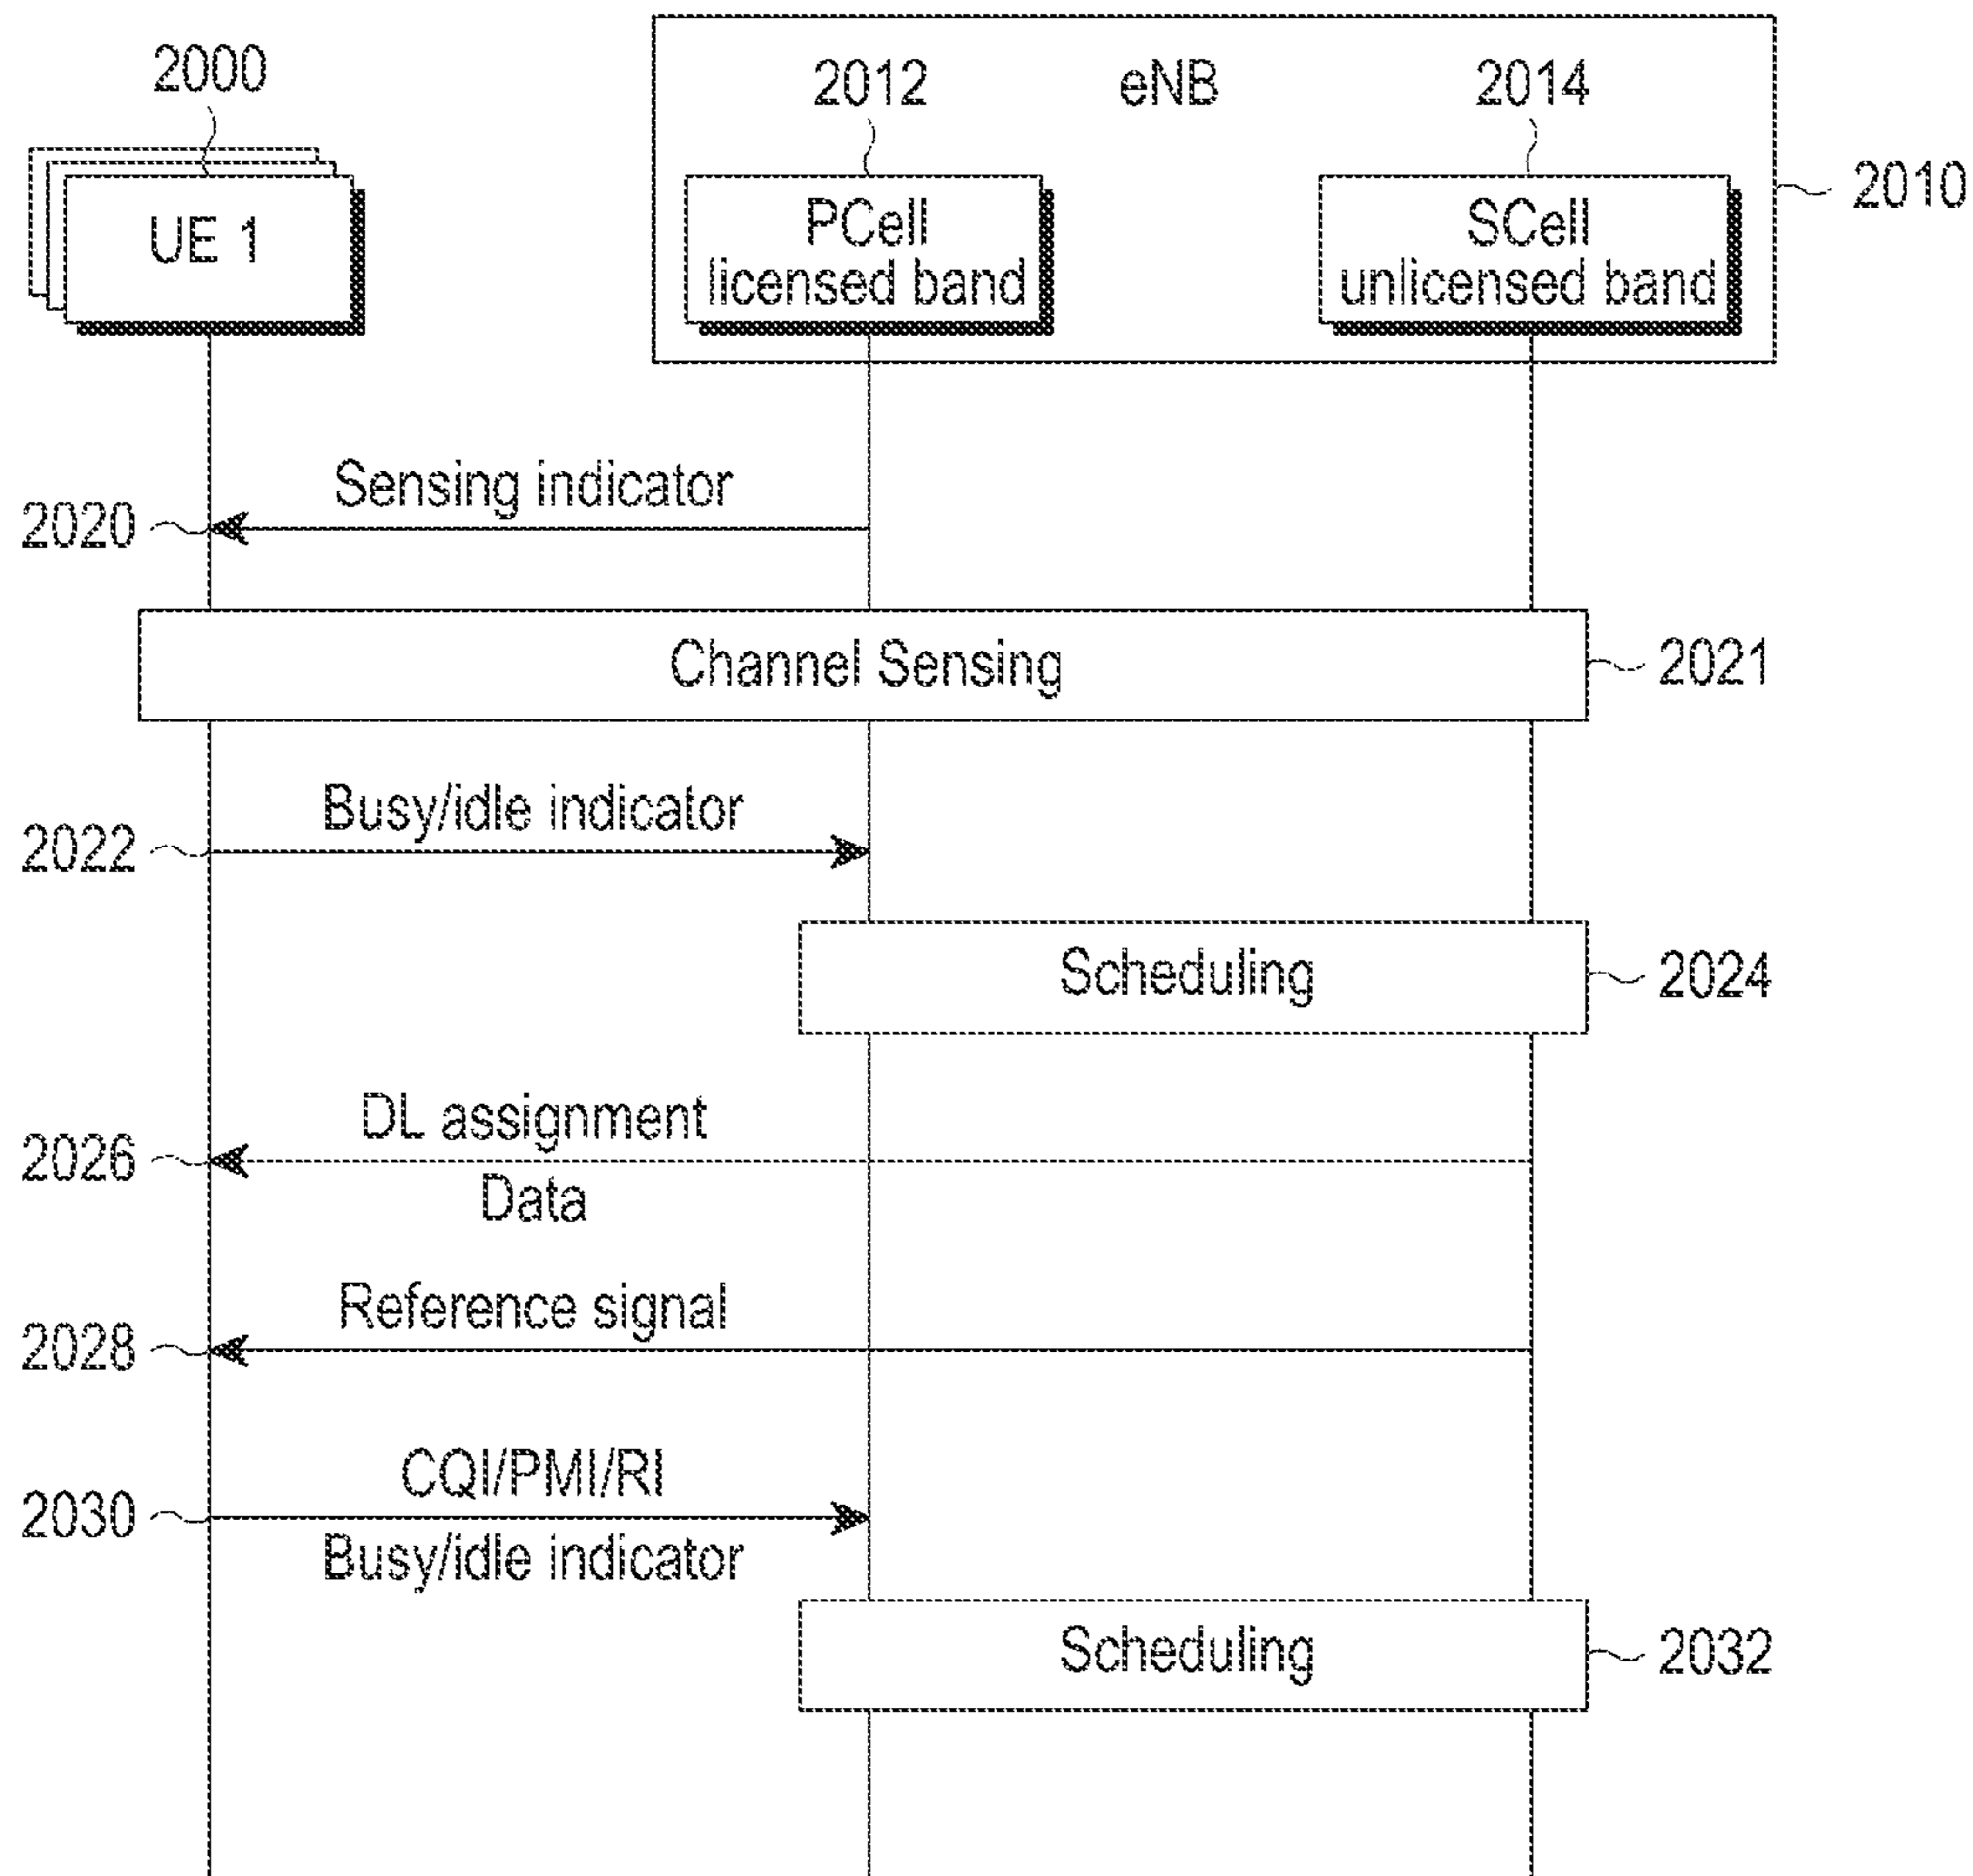 2000
2012
eNB
2014
2010
UE 1
PCell
licensed band
SCell
unlicensed band
Sensing indicator
2020
Channel Sensing
2021
Busy/idle indicator
2022
Scheduling
2024
DL assignment
2026
Data
Reference signal
2028
CQI/PMI/RI
2030
Busy/idle indicator
Scheduling
2032